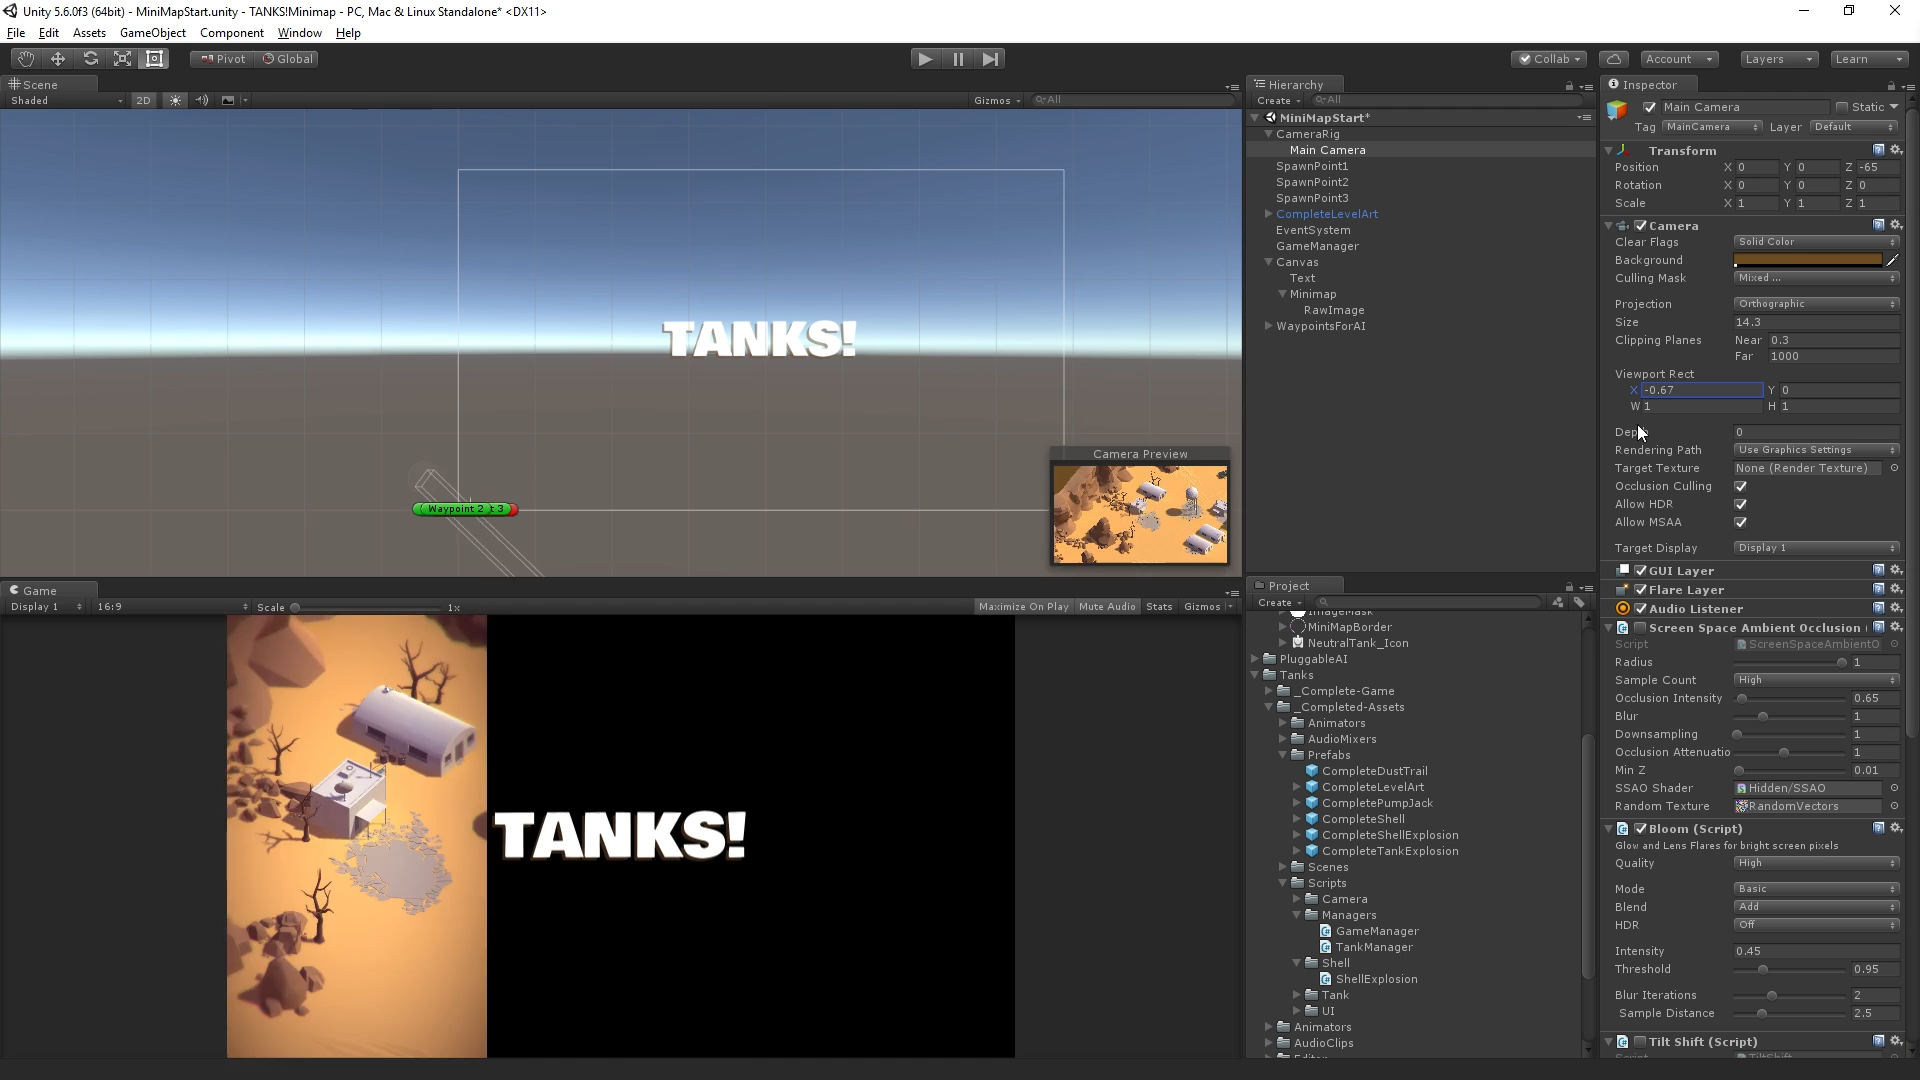 Unity 5.6.0f3 (64bit) - MiniMapStart.unity - TANKS!Minimap - PC, Mac & Linux Standalone* <DX11>
File Edit Assets GameObject Component Window Help
Pivot Global Collab Account Layers Learn
Scene
Shaded 2D Gizmos All
TANKS!
Waypoint 2 t 3
Camera Preview
Game
Display 1 16:9 Scale 1x Maximize On Play Mute Audio Stats Gizmos
TANKS!
Hierarchy
Create All
MiniMapStart*
CameraRig
Main Camera
SpawnPoint1
SpawnPoint2
SpawnPoint3
CompleteLevelArt
EventSystem
GameManager
Canvas
Text
Minimap
RawImage
WaypointsForAI
Project
Create
ImageMask
MiniMapBorder
NeutralTank_Icon
PluggableAI
Tanks
_Complete-Game
_Completed-Assets
Animators
AudioMixers
Prefabs
CompleteDustTrail
CompleteLevelArt
CompletePumpJack
CompleteShell
CompleteShellExplosion
CompleteTankExplosion
Scenes
Scripts
Camera
Managers
GameManager
TankManager
Shell
ShellExplosion
Tank
UI
Animators
AudioClips
Inspector
Main Camera Static
Tag MainCamera Layer Default
Transform
Position X 0 Y 0 Z -65
Rotation X 0 Y 0 Z 0
Scale X 1 Y 1 Z 1
Camera
Clear Flags Solid Color
Background
Culling Mask Mixed ...
Projection Orthographic
Size 14.3
Clipping Planes Near 0.3
Far 1000
Viewport Rect
X -0.67 Y 0
W 1 H 1
Depth 0
Rendering Path Use Graphics Settings
Target Texture None (Render Texture)
Occlusion Culling
Allow HDR
Allow MSAA
Target Display Display 1
GUI Layer
Flare Layer
Audio Listener
Screen Space Ambient Occlusion (
Script ScreenSpaceAmbientO
Radius 1
Sample Count High
Occlusion Intensity 0.65
Blur 1
Downsampling 1
Occlusion Attenuatio 1
Min Z 0.01
SSAO Shader Hidden/SSAO
Random Texture RandomVectors
Bloom (Script)
Glow and Lens Flares for bright screen pixels
Quality High
Mode Basic
Blend Add
HDR Off
Intensity 0.45
Threshold 0.95
Blur Iterations 2
Sample Distance 2.5
Tilt Shift (Script)